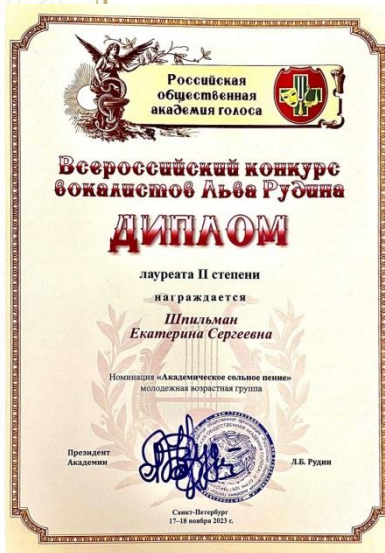 Российская
общественная
академия голоса
Всероссийский конкурс
вокалистов Льва Рудина
ДИПЛОМ
лауреата II степени
награждается
Шпильман
Екатерина Сергеевна
Номинация «Академическое сольное пение»
молодежная возрастная группа
Президент
Академии
Л.Б. Рудин
Санкт-Петербург
17–18 ноября 2023 г.